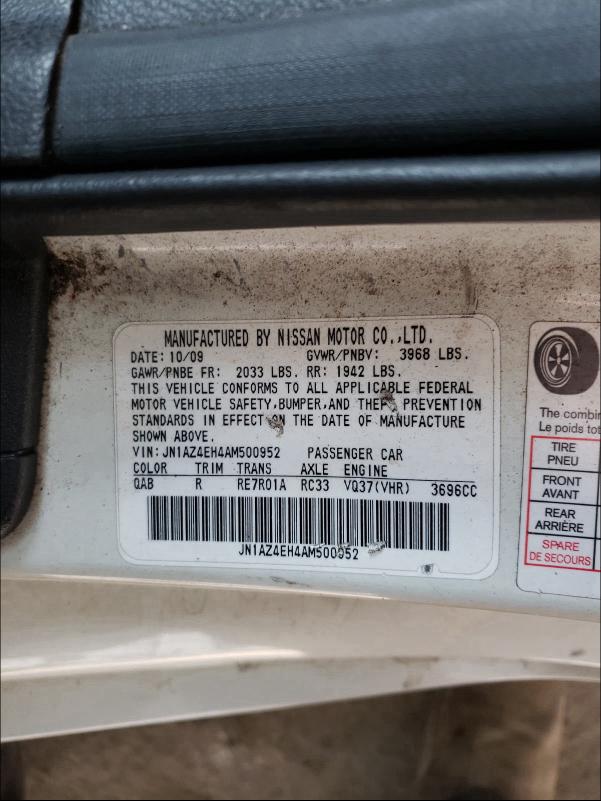 MANUFACTURED BY NISSAN MOTOR CO.,LTD.
DATE: 10/09 GVWR/PNBV: 3968 LBS.
GAWR/PNBE FR: 2033 LBS. RR: 1942 LBS.
THIS VEHICLE CONFORMS TO ALL APPLICABLE FEDERAL
MOTOR VEHICLE SAFETY,BUMPER,AND THEFT PREVENTION
STANDARDS IN EFFECT ON THE DATE OF MANUFACTURE
SHOWN ABOVE.
VIN: JN1AZ4EH4AM500952 PASSENGER CAR
COLOR TRIM TRANS AXLE ENGINE
QAB R RE7R01A RC33 VQ37(VHR) 3696CC
JN1AZ4EH4AM500952
The combin
Le poids tot
TIRE
PNEU
FRONT
AVANT
REAR
ARRIÈRE
SPARE
DE SECOURS